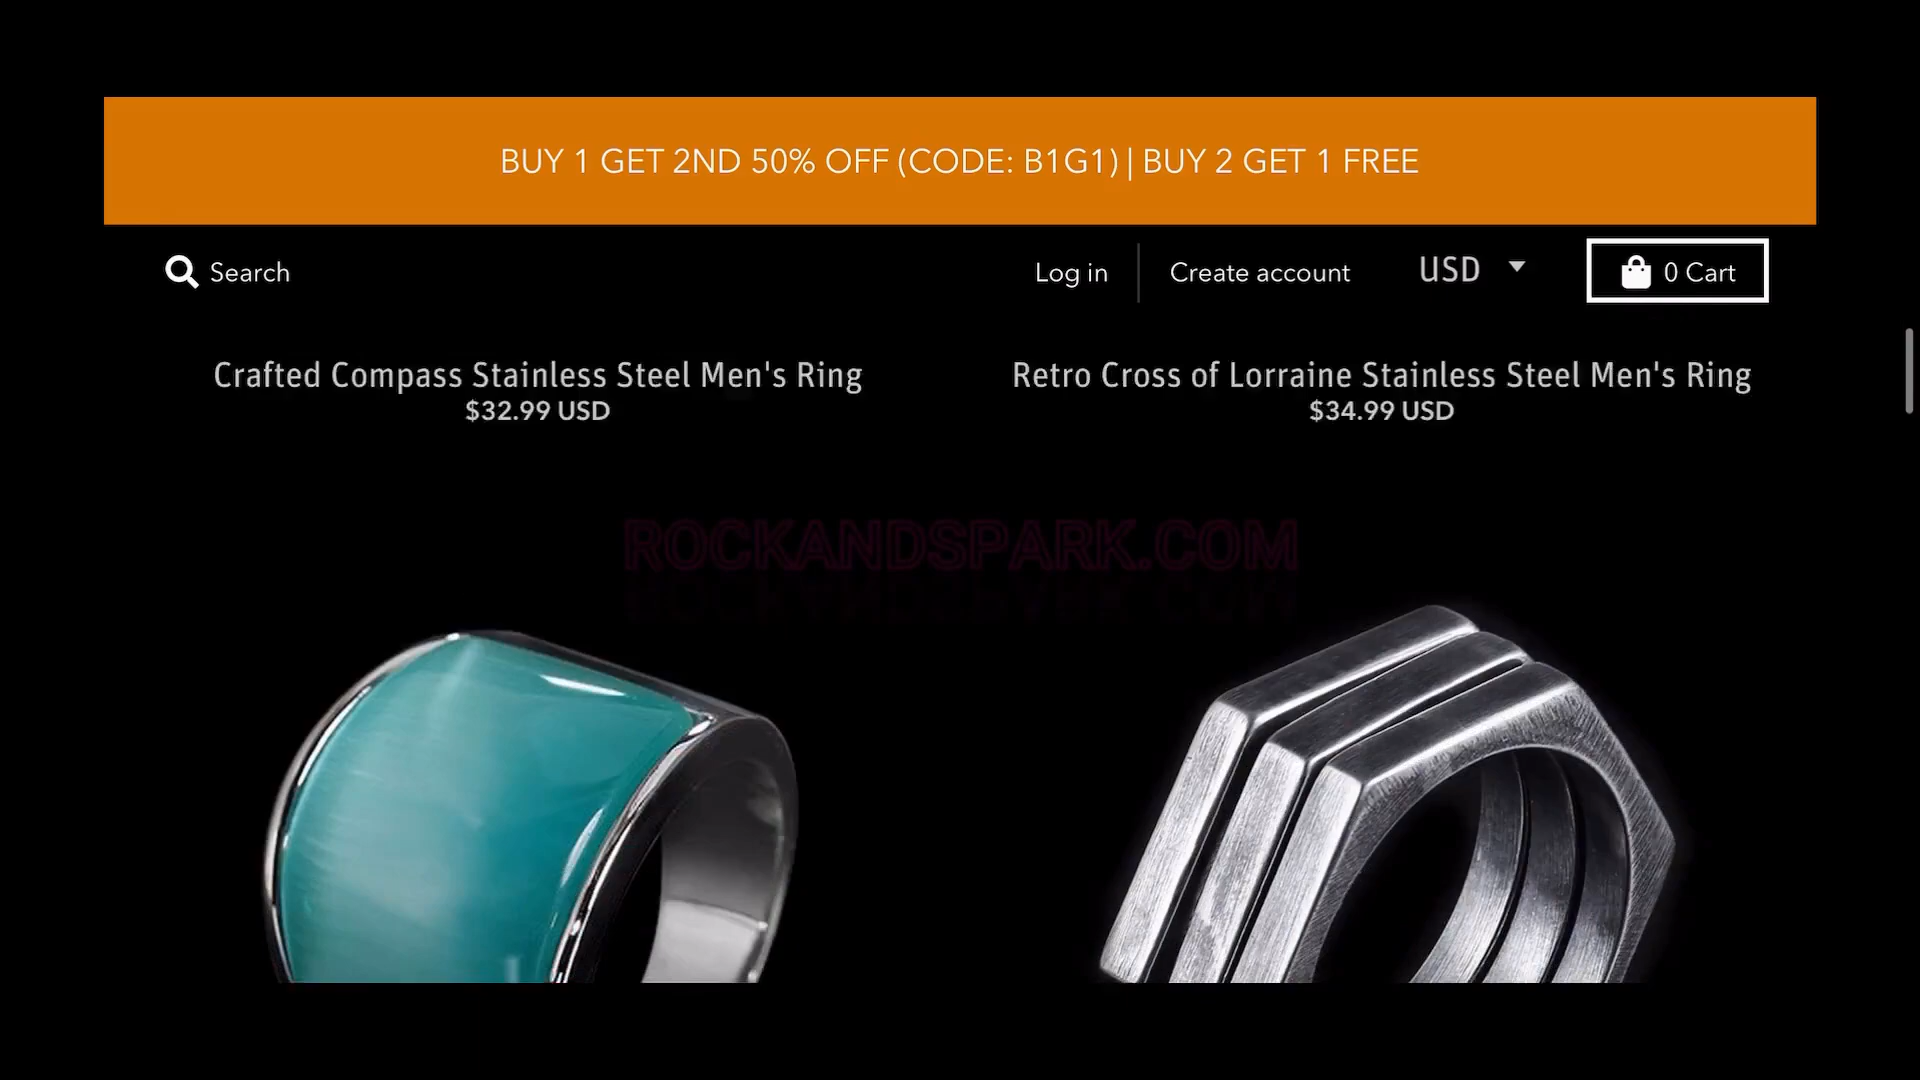 BUY 1 GET 2ND 50% OFF (CODE: B1G1) | BUY 2 GET 1 FREE
Search
Log in
Create account
USD
0 Cart
Crafted Compass Stainless Steel Men's Ring
$32.99 USD
Retro Cross of Lorraine Stainless Steel Men's Ring
$34.99 USD
ROCKANDSPARK.COM